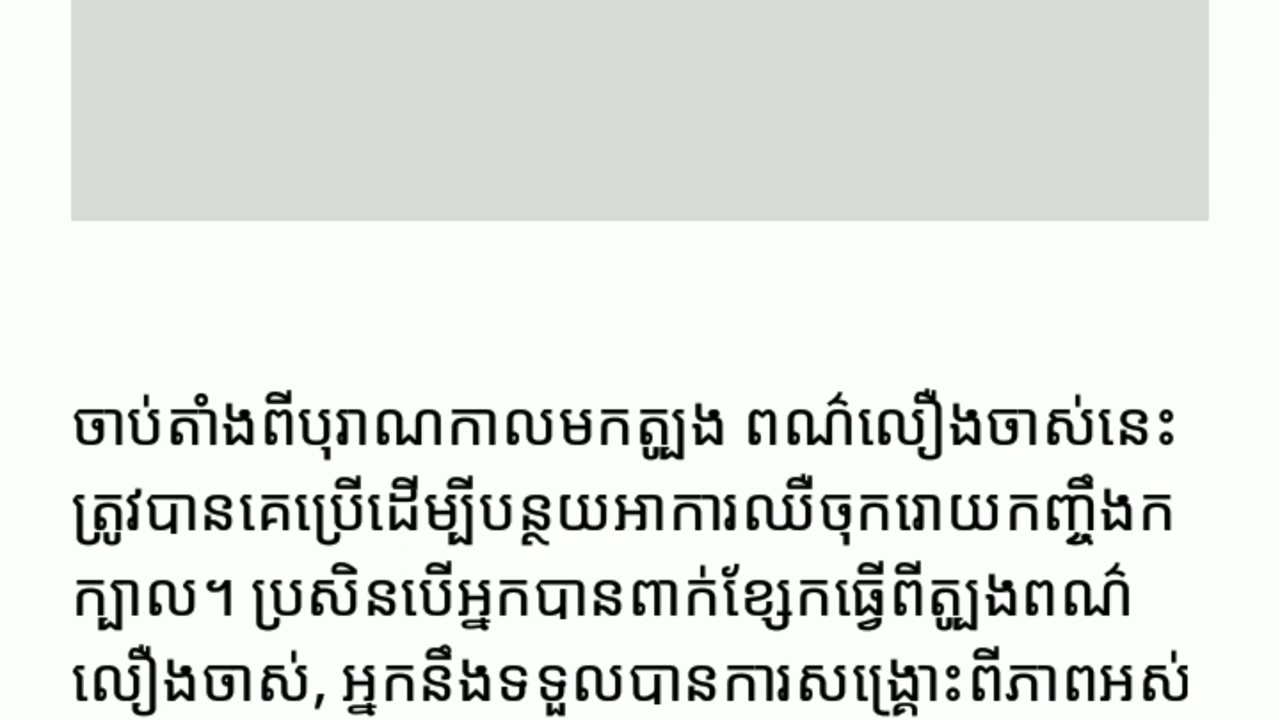 ចាប់តាំងពីបុរាណកាលមកត្បូង ពណ៌លឿងចាស់នេះ
ត្រូវបានគេប្រើដើម្បីបន្ថយអាការឈឺចុករោយកញ្ចឹងក
ក្បាល។ ប្រសិនបើអ្នកបានពាក់ខ្សែកធ្វើពីត្បូងពណ៌
លឿងចាស់, អ្នកនឹងទទួលបានការសង្គ្រោះពីភាពអស់